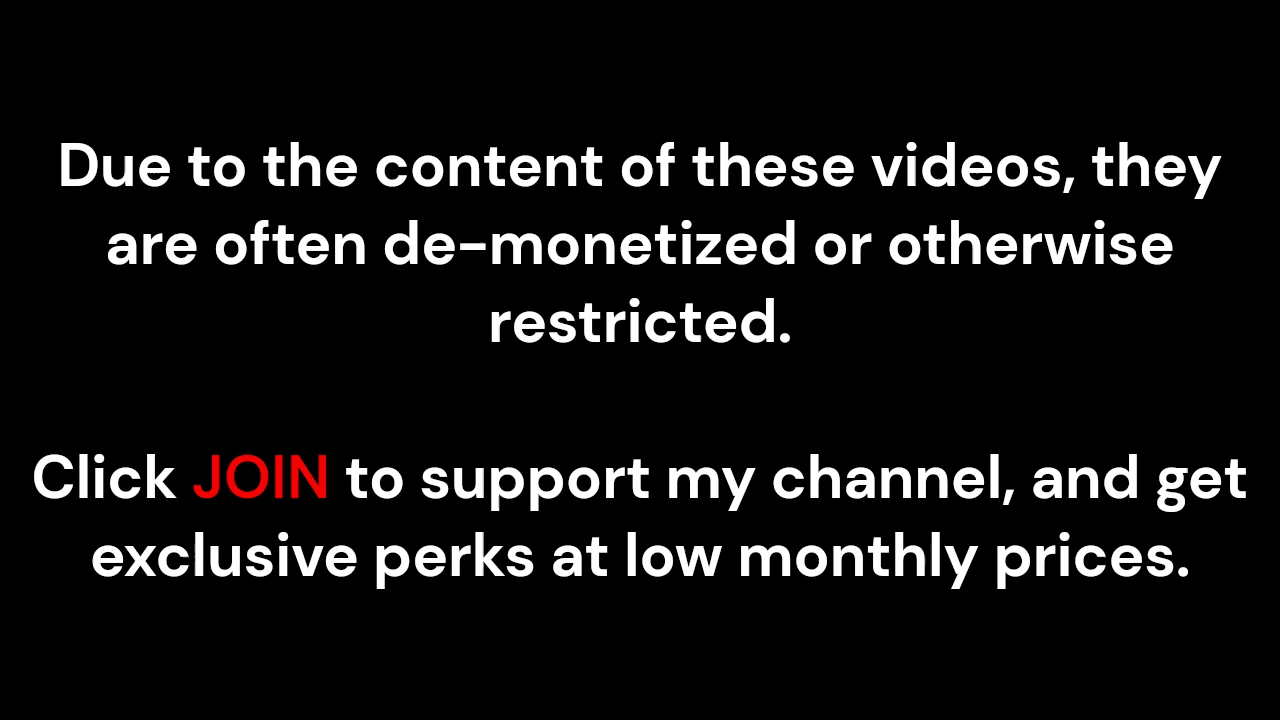 Due to the content of these videos, they
are often de-monetized or otherwise
restricted.
Click JOIN to support my channel, and get
exclusive perks at low monthly prices.